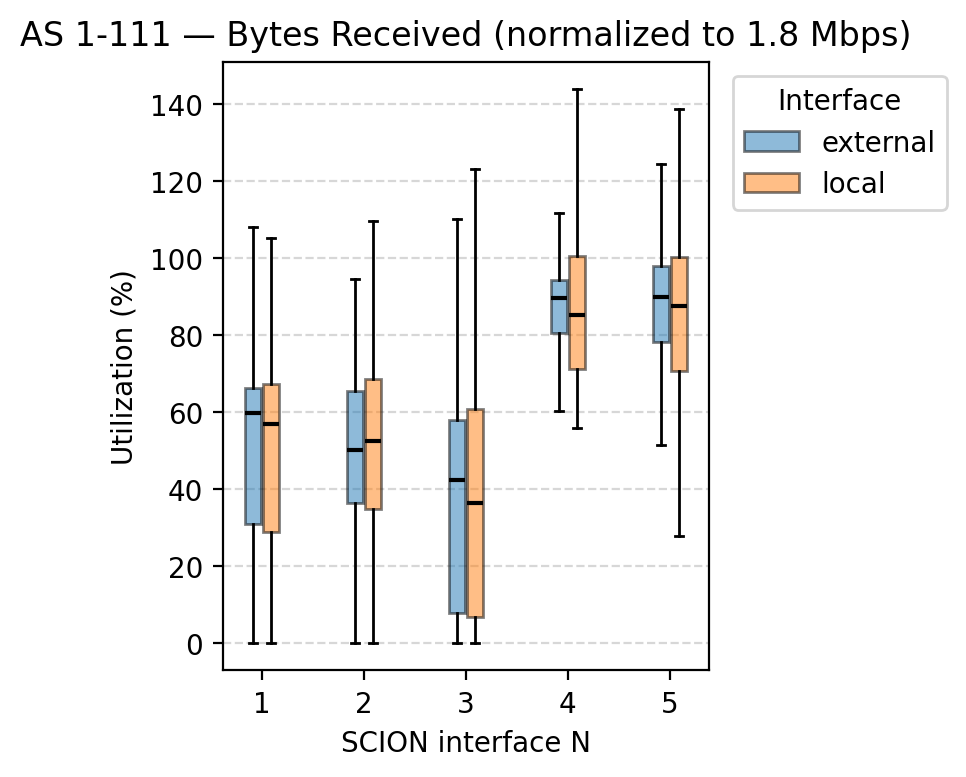 AS 1-111 — Bytes Received (normalized to 1.8 Mbps)
Interface
external
local
Utilization (%)
140
120
100
80
60
40
20
0
1 2 3 4 5
SCION interface N